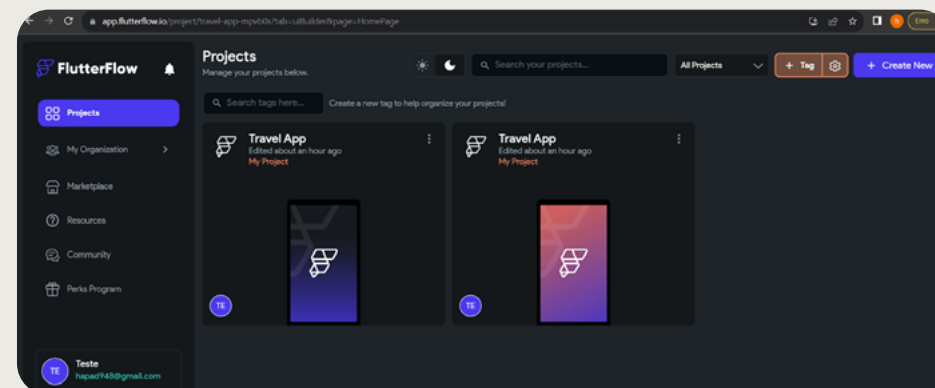 app.flutterflow.io/project/travel-app-mpvb0s?tab=uiBuilder&page=HomePage
Erro
FlutterFlow
Projects
Manage your projects below.
Search your projects...
All Projects
+ Tag
+ Create New
Search tags here...
Create a new tag to help organize your projects!
Projects
My Organization
Marketplace
Resources
Community
Perks Program
Travel App
Edited about an hour ago
My Project
TE
Travel App
Edited about an hour ago
My Project
TE
TE
Teste
hapad948@gmail.com